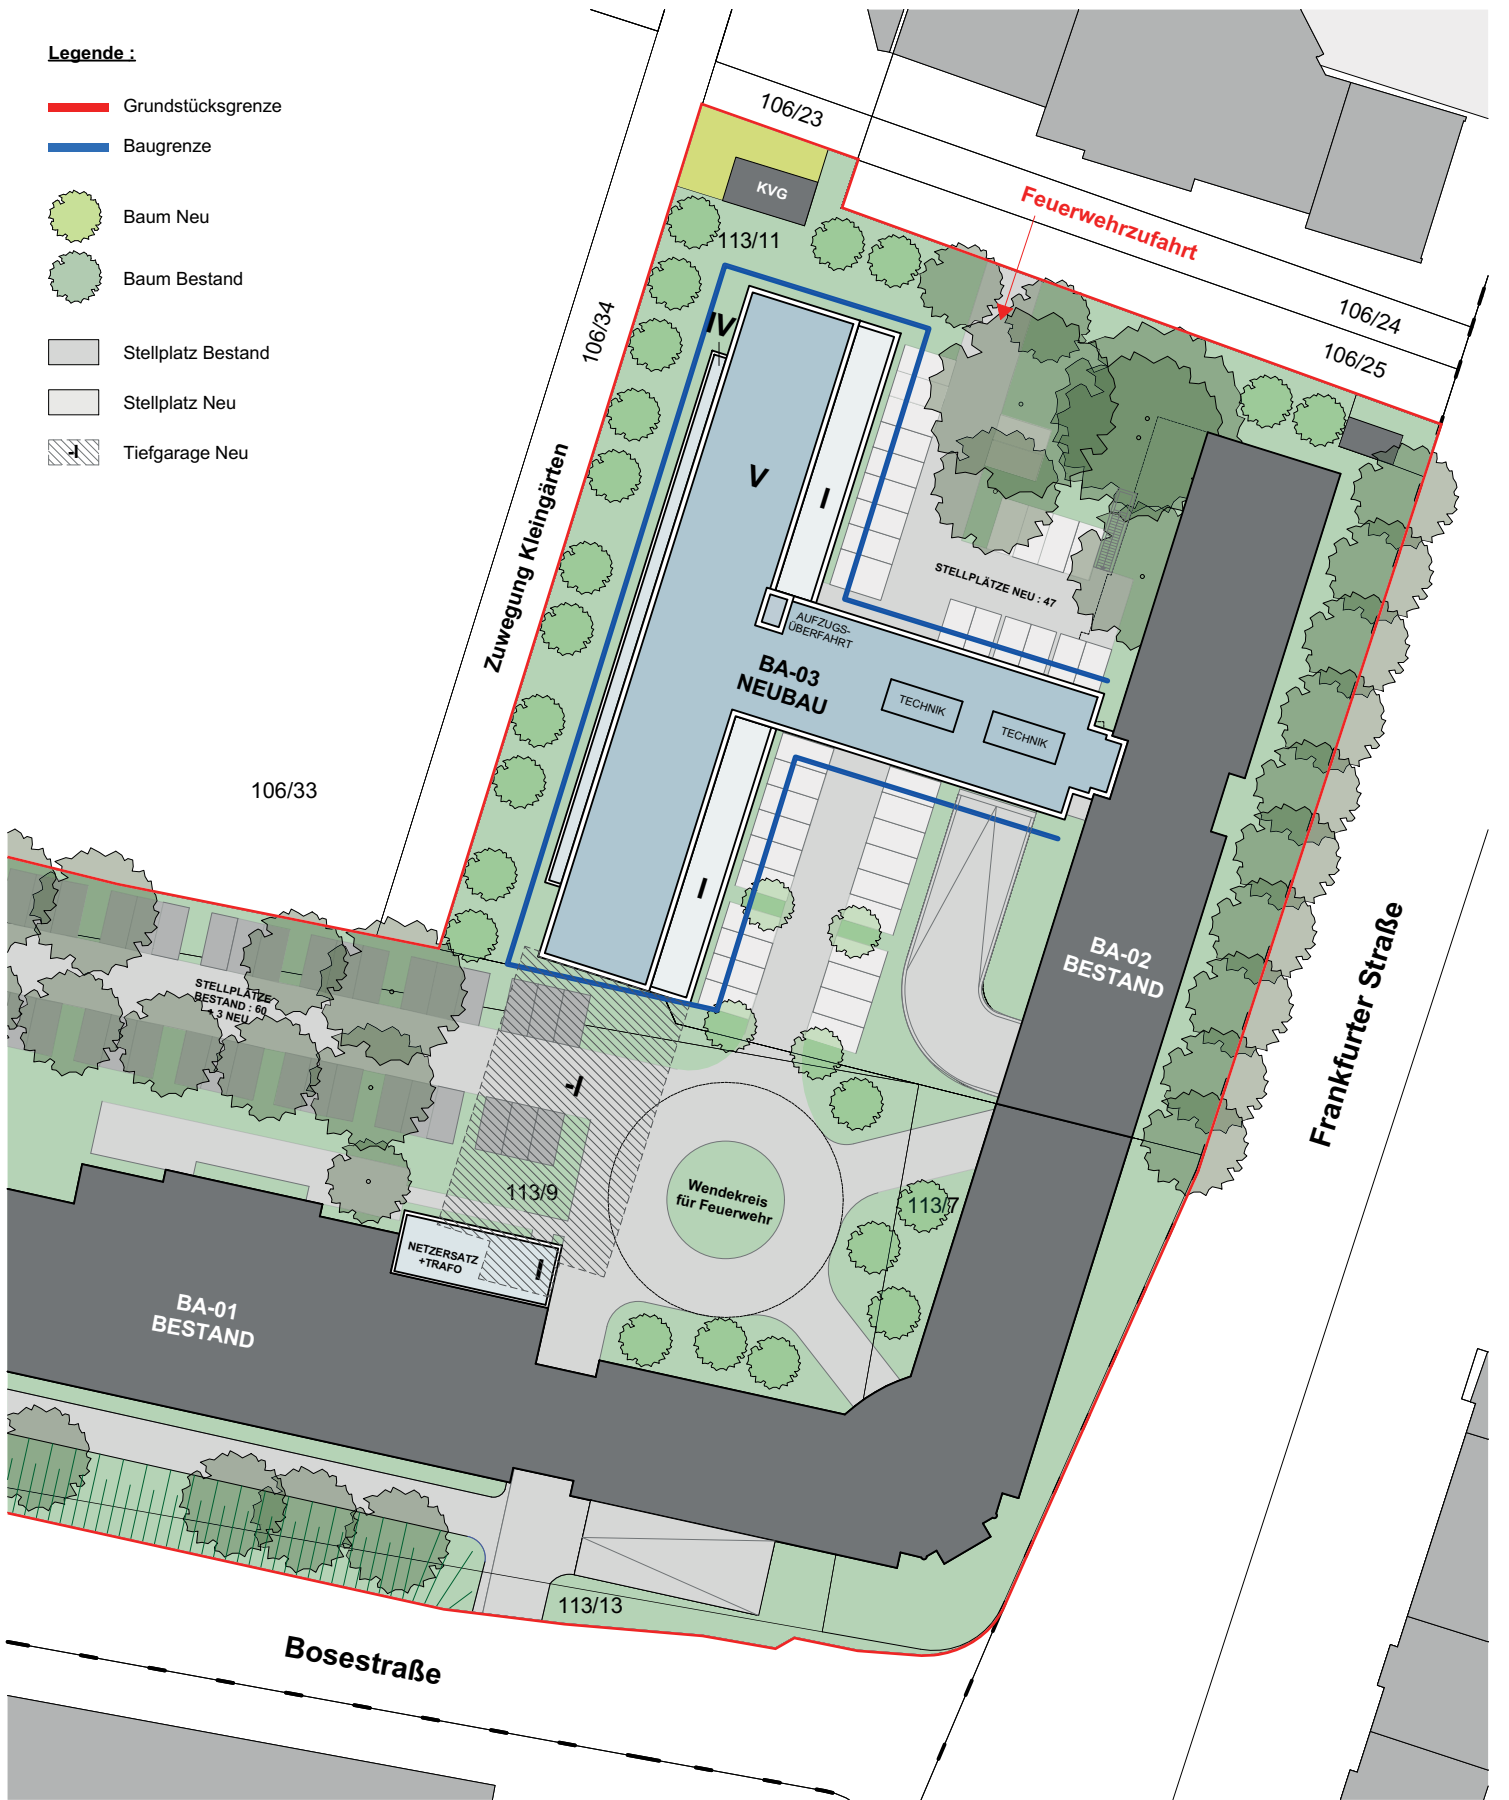 Legende :
Grundstücksgrenze
Baugrenze
Baum Neu
Baum Bestand
Stellplatz Bestand
Stellplatz Neu
-I
Tiefgarage Neu
106/23
KVG
113/11
Feuerwehrzufahrt
106/24
106/25
106/34
IV
V
I
Zuwegung Kleingärten
STELLPLÄTZE NEU : 47
AUFZUGS-
ÜBERFAHRT
BA-03
NEUBAU
TECHNIK
TECHNIK
106/33
I
BA-02
BESTAND
Frankfurter Straße
STELLPLÄTZE
BESTAND : 60
+ 3 NEU
-I
113/9
Wendekreis
für Feuerwehr
113/7
NETZERSATZ
+TRAFO
I
BA-01
BESTAND
113/13
Bosestraße